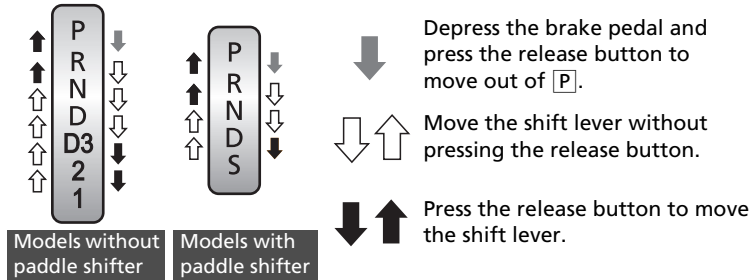 P
R
N
D
D3
2
1
Models without
paddle shifter
P
R
N
D
S
Models with
paddle shifter
Depress the brake pedal and
press the release button to
move out of P.
Move the shift lever without
pressing the release button.
Press the release button to move
the shift lever.